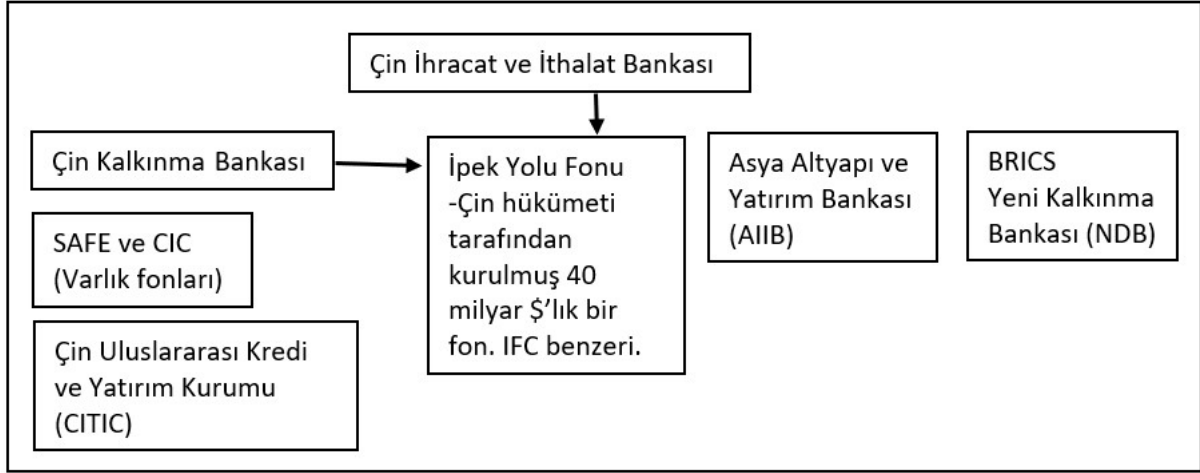 Çin İhracat ve İthalat Bankası
Çin Kalkınma Bankası
SAFE ve CIC
(Varlık fonları)
Çin Uluslararası Kredi
ve Yatırım Kurumu
(CITIC)
İpek Yolu Fonu
-Çin hükümeti
tarafından
kurulmuş 40
milyar $'lık bir
fon. IFC benzeri.
Asya Altyapı ve
Yatırım Bankası
(AIIB)
BRICS
Yeni Kalkınma
Bankası (NDB)